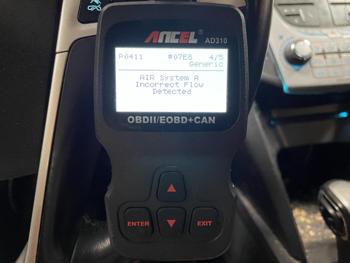 ANCEL
AD310
P0411 #07E8 4/5
Generic
AIR System A
Incorrect Flow
Detected
OBDII/EOBD+CAN
ENTER
EXIT